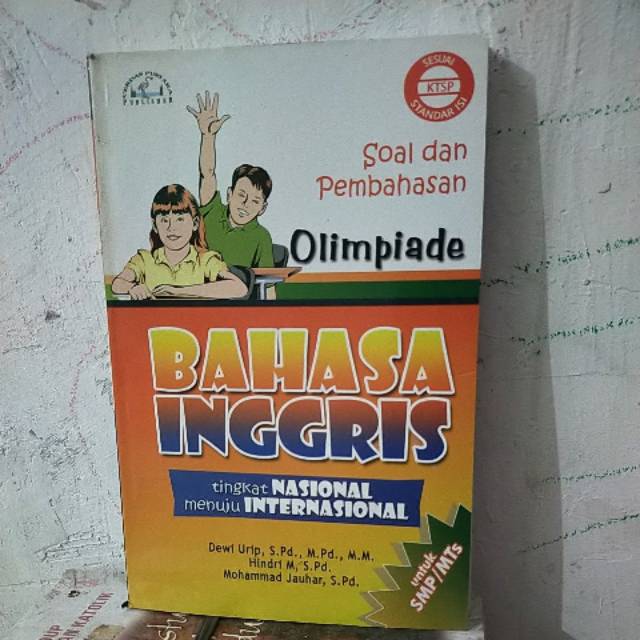 PUBLISHER
SESUAI
KTSP
STANDAR ISI
Soal dan
Pembahasan
Olimpiade
BAHASA
INGGRIS
tingkat NASIONAL
menuju INTERNASIONAL
Dewi Urip, S.Pd., M.Pd., M.M.
Hindri M, S.Pd.
Mohammad Jauhar, S.Pd.
untuk
SMP/MTs